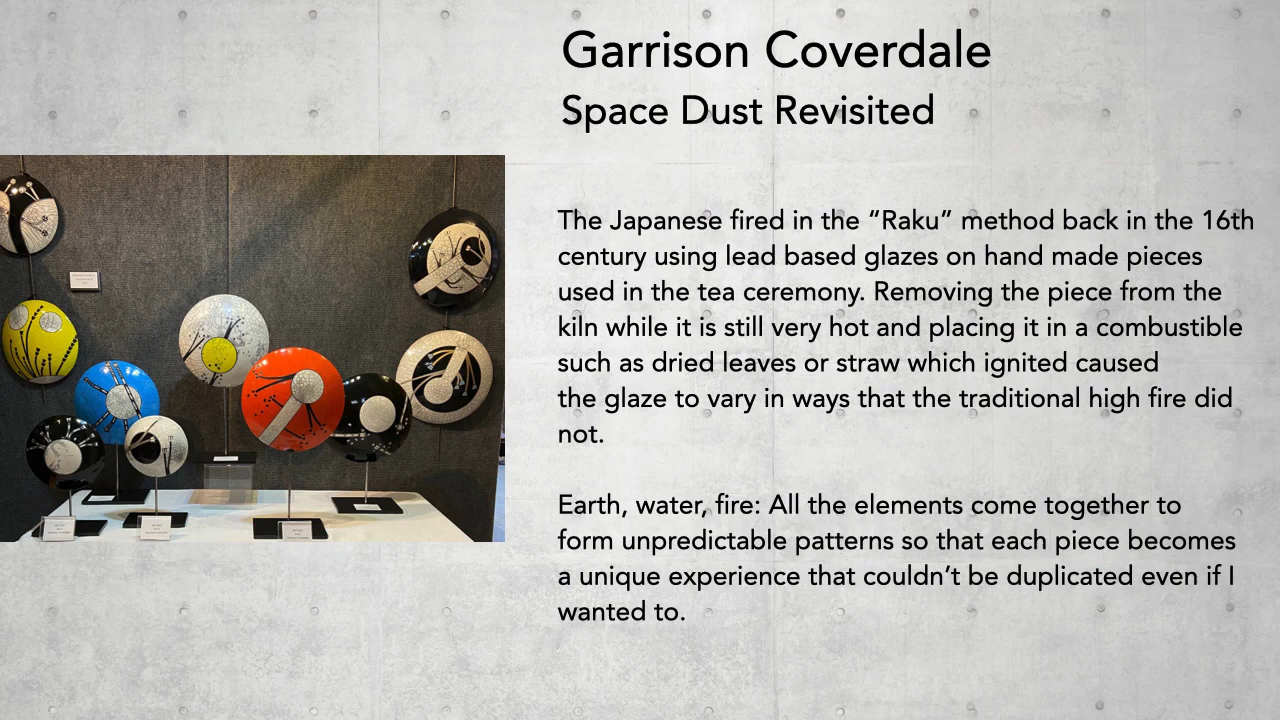 Garrison Coverdale
Space Dust Revisited
The Japanese fired in the “Raku” method back in the 16th
century using lead based glazes on hand made pieces
used in the tea ceremony. Removing the piece from the
kiln while it is still very hot and placing it in a combustible
such as dried leaves or straw which ignited caused
the glaze to vary in ways that the traditional high fire did
not.
Earth, water, fire: All the elements come together to
form unpredictable patterns so that each piece becomes
a unique experience that couldn’t be duplicated even if I
wanted to.